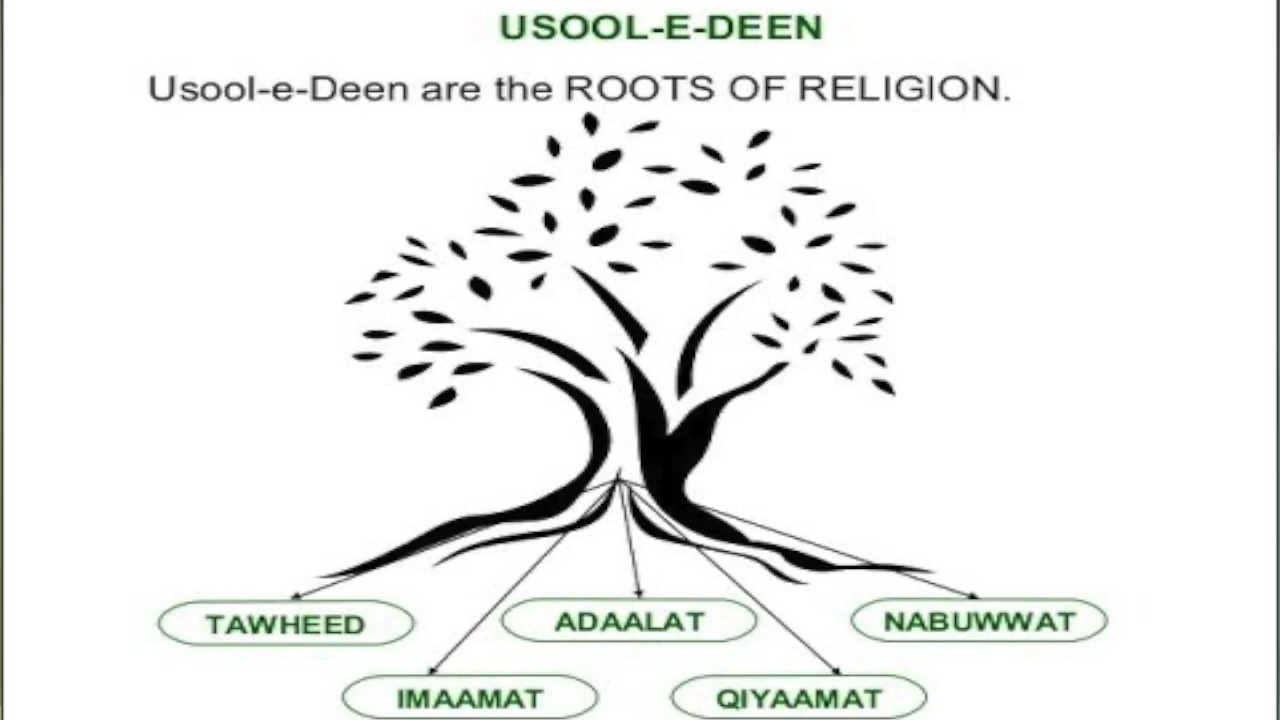 USOOL-E-DEEN
Usool-e-Deen are the ROOTS OF RELIGION.
TAWHEED
ADAALAT
NABUWWAT
IMAAMAT
QIYAAMAT